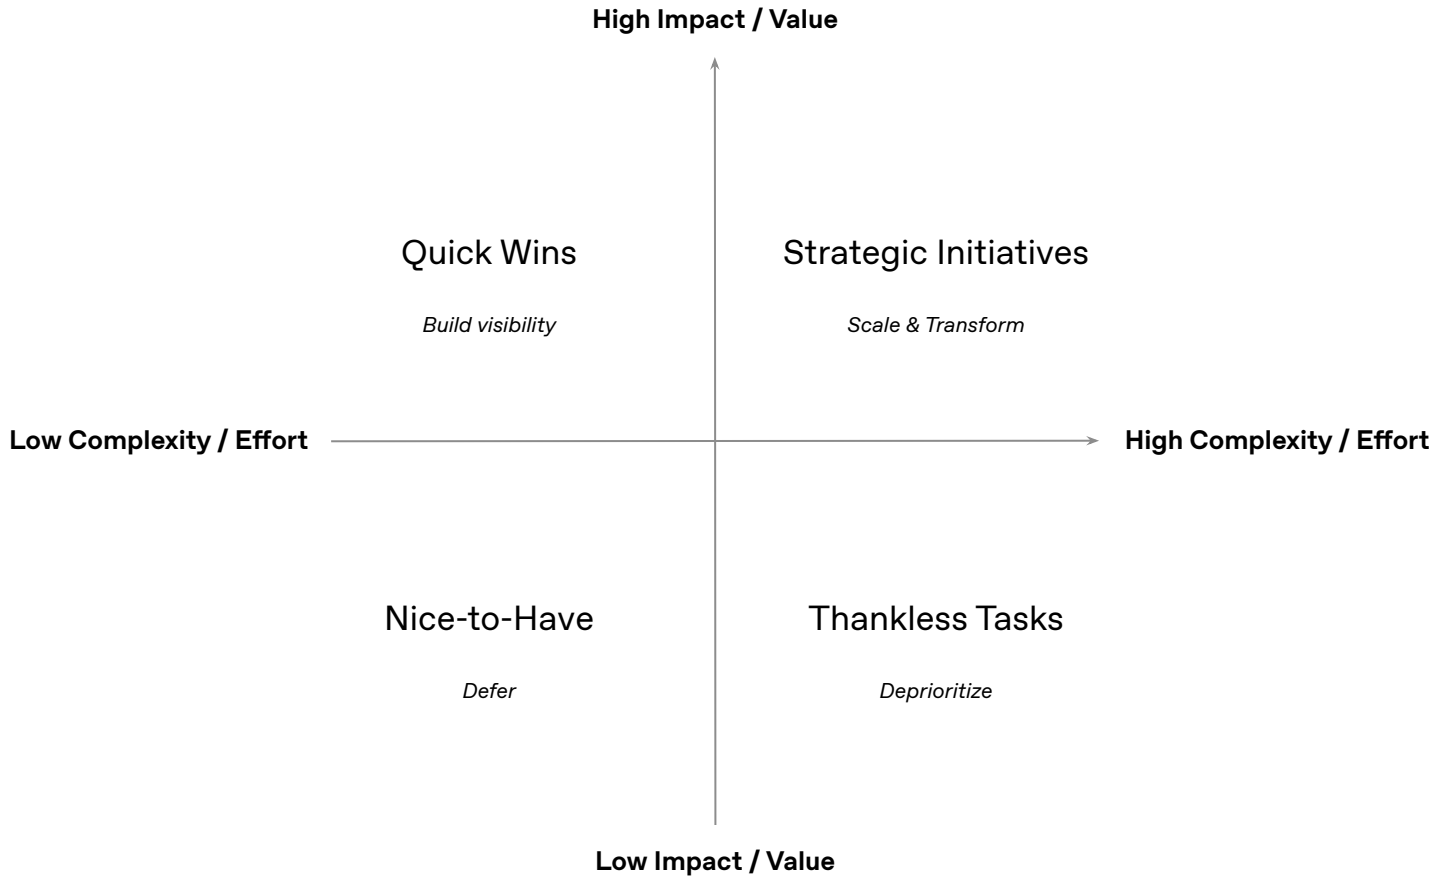 High Impact / Value
Quick Wins
Strategic Initiatives
Build visibility
Scale & Transform
Low Complexity / Effort
High Complexity / Effort
Nice-to-Have
Thankless Tasks
Defer
Deprioritize
Low Impact / Value